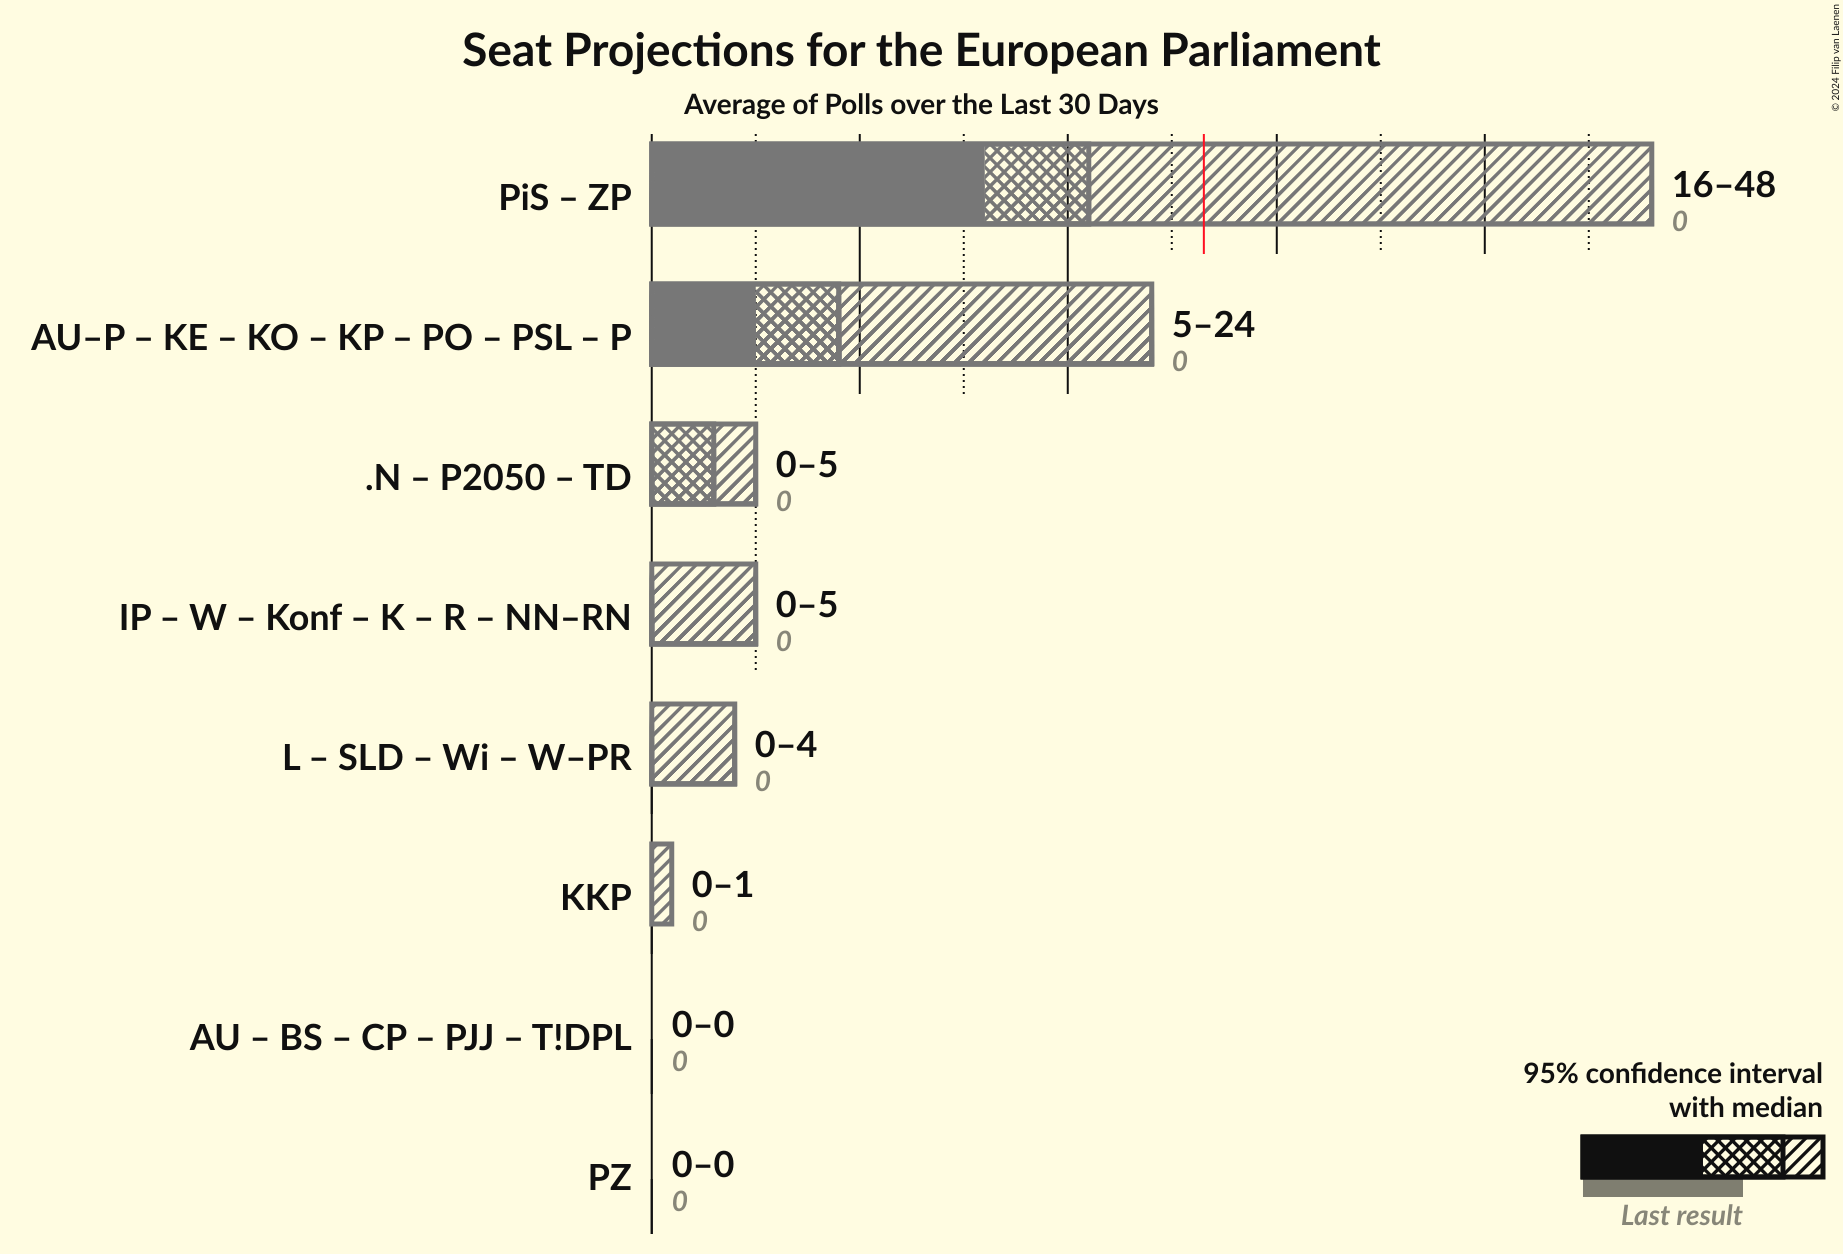 Seat Projections for the European Parliament
Average of Polls over the Last 30 Days
© 2024 Filip van Laenen
PiS – ZP
16–48
0
AU–P – KE – KO – KP – PO – PSL – P
5–24
0
.N – P2050 – TD
0–5
0
IP – W – Konf – K – R – NN–RN
0–5
0
L – SLD – Wi – W–PR
0–4
0
KKP
0–1
0
AU – BS – CP – PJJ – T!DPL
0–0
0
PZ
0–0
0
95% confidence interval
with median
Last result